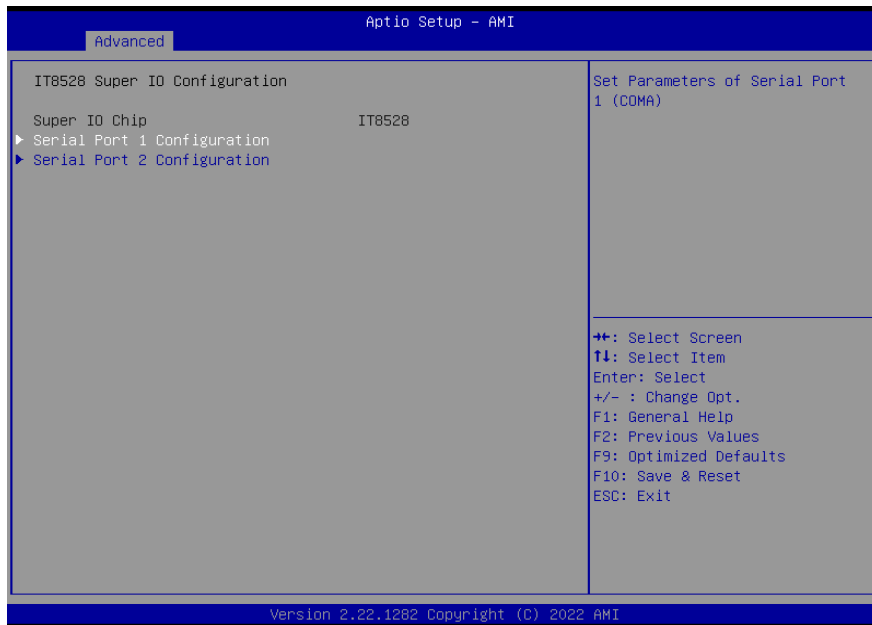 Aptio Setup – AMI
Advanced
IT8528 Super IO Configuration
Super IO Chip IT8528
▶ Serial Port 1 Configuration
▶ Serial Port 2 Configuration
Set Parameters of Serial Port
1 (COMA)
→←: Select Screen
↑↓: Select Item
Enter: Select
+/- : Change Opt.
F1: General Help
F2: Previous Values
F9: Optimized Defaults
F10: Save & Reset
ESC: Exit
Version 2.22.1282 Copyright (C) 2022 AMI